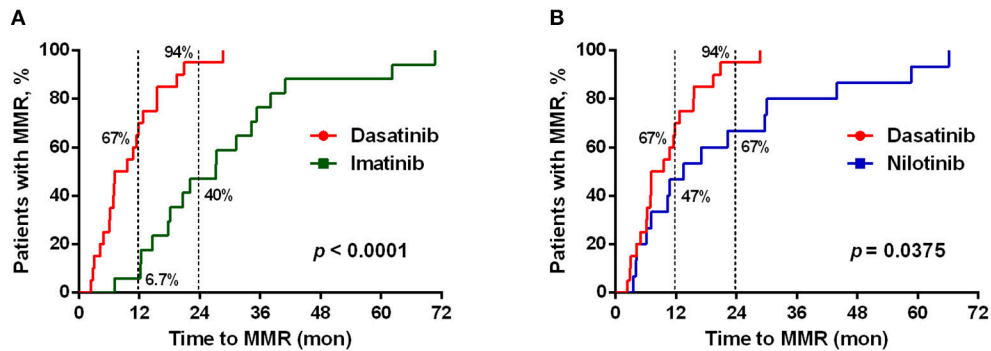 A
Patients with MMR, %
100
80
60
40
20
0
94%
67%
40%
6.7%
Dasatinib
Imatinib
p < 0.0001
0 12 24 36 48 60 72
Time to MMR (mon)
B
Patients with MMR, %
100
80
60
40
20
0
94%
67%
67%
47%
Dasatinib
Nilotinib
p = 0.0375
0 12 24 36 48 60 72
Time to MMR (mon)